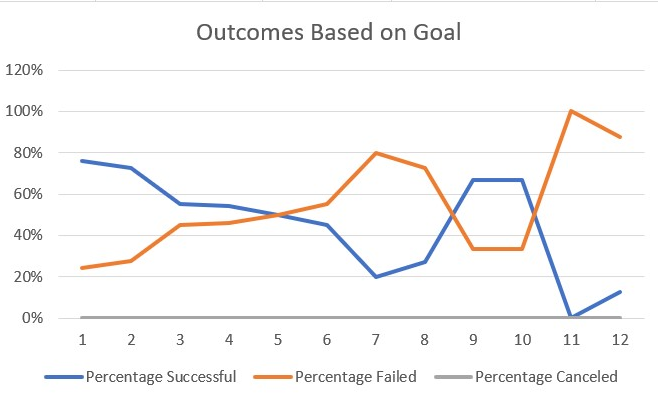 Outcomes Based on Goal
120%
100%
80%
60%
40%
20%
0%
1 2 3 4 5 6 7 8 9 10 11 12
Percentage Successful Percentage Failed Percentage Canceled